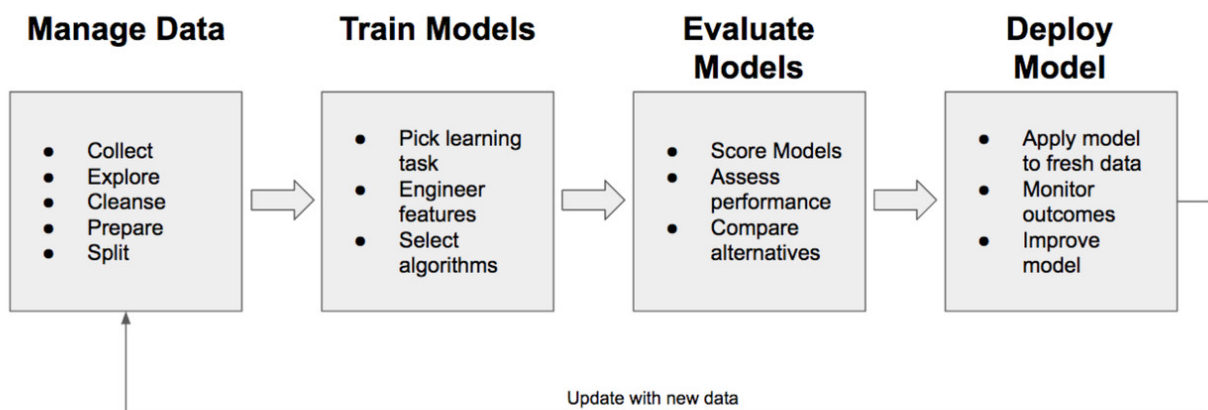 Manage Data
Collect
Explore
Cleanse
Prepare
Split
Train Models
Pick learning
task
Engineer
features
Select
algorithms
Evaluate
Models
Score Models
Assess
performance
Compare
alternatives
Deploy
Model
Apply model
to fresh data
Monitor
outcomes
Improve
model
Update with new data